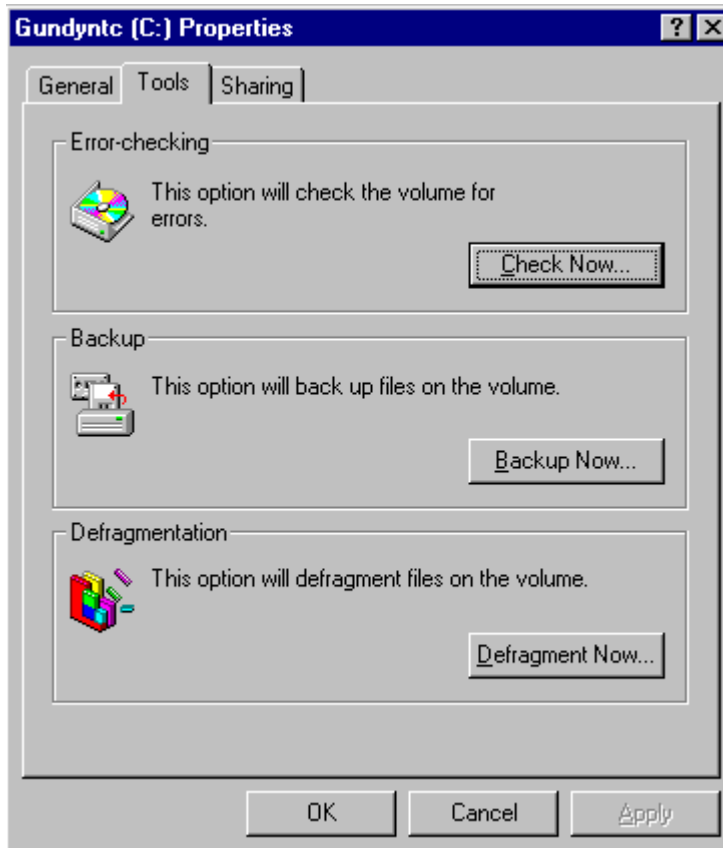 Gundyntc (C:) Properties
General Tools Sharing
Error-checking
This option will check the volume for
errors.
Check Now...
Backup
This option will back up files on the volume.
Backup Now...
Defragmentation
This option will defragment files on the volume.
Defragment Now...
OK Cancel Apply